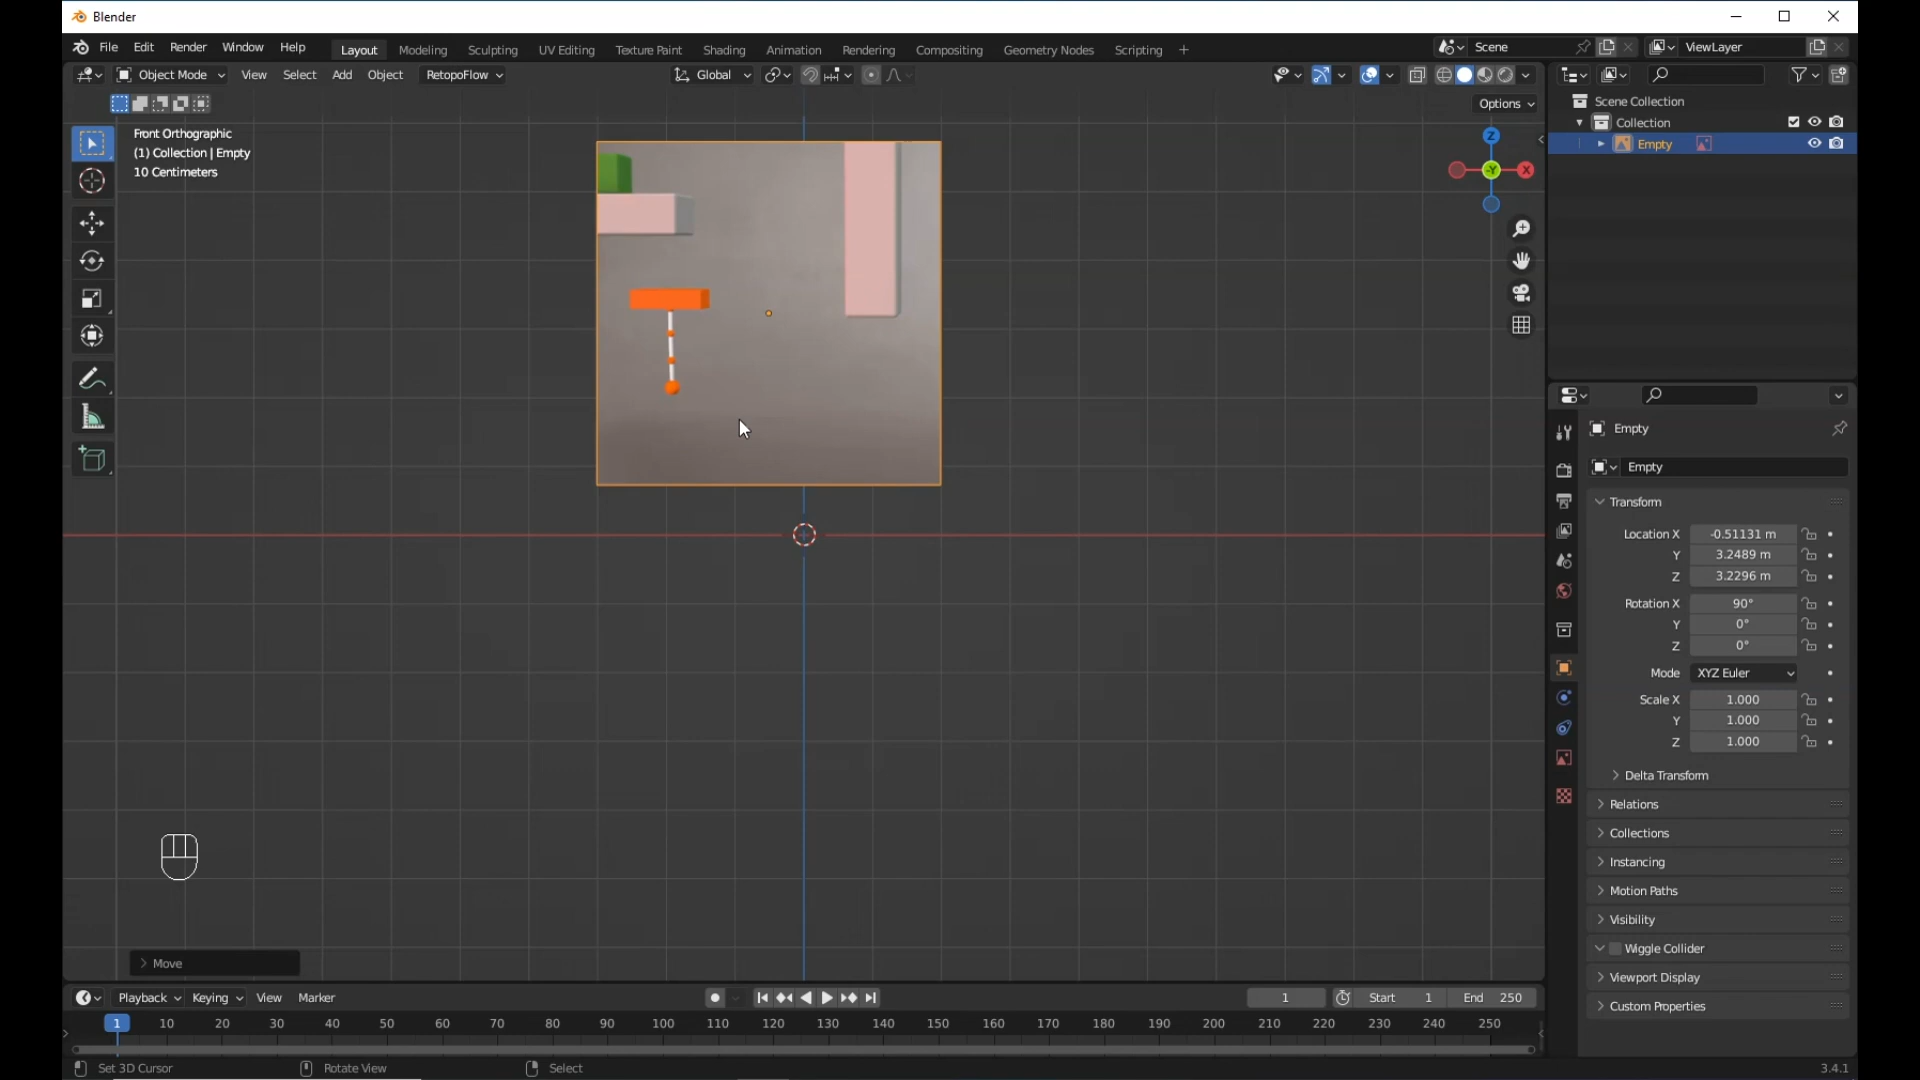 Blender
File Edit Render Window Help Layout Modeling Sculpting UV Editing Texture Paint Shading Animation Rendering Compositing Geometry Nodes Scripting + Scene ViewLayer
Object Mode View Select Add Object RetopoFlow Global
Options
Front Orthographic
(1) Collection | Empty
10 Centimeters
Z
-Y
X
Scene Collection
Collection
Empty
Empty
Empty
Transform
Location X -0.51131 m
Y 3.2489 m
Z 3.2296 m
Rotation X 90°
Y 0°
Z 0°
Mode XYZ Euler
Scale X 1.000
Y 1.000
Z 1.000
Delta Transform
Relations
Collections
Instancing
Motion Paths
Visibility
Wiggle Collider
Viewport Display
Custom Properties
Move
Playback Keying View Marker 1 Start 1 End 250
1 10 20 30 40 50 60 70 80 90 100 110 120 130 140 150 160 170 180 190 200 210 220 230 240 250
Set 3D Cursor Rotate View Select 3.4.1